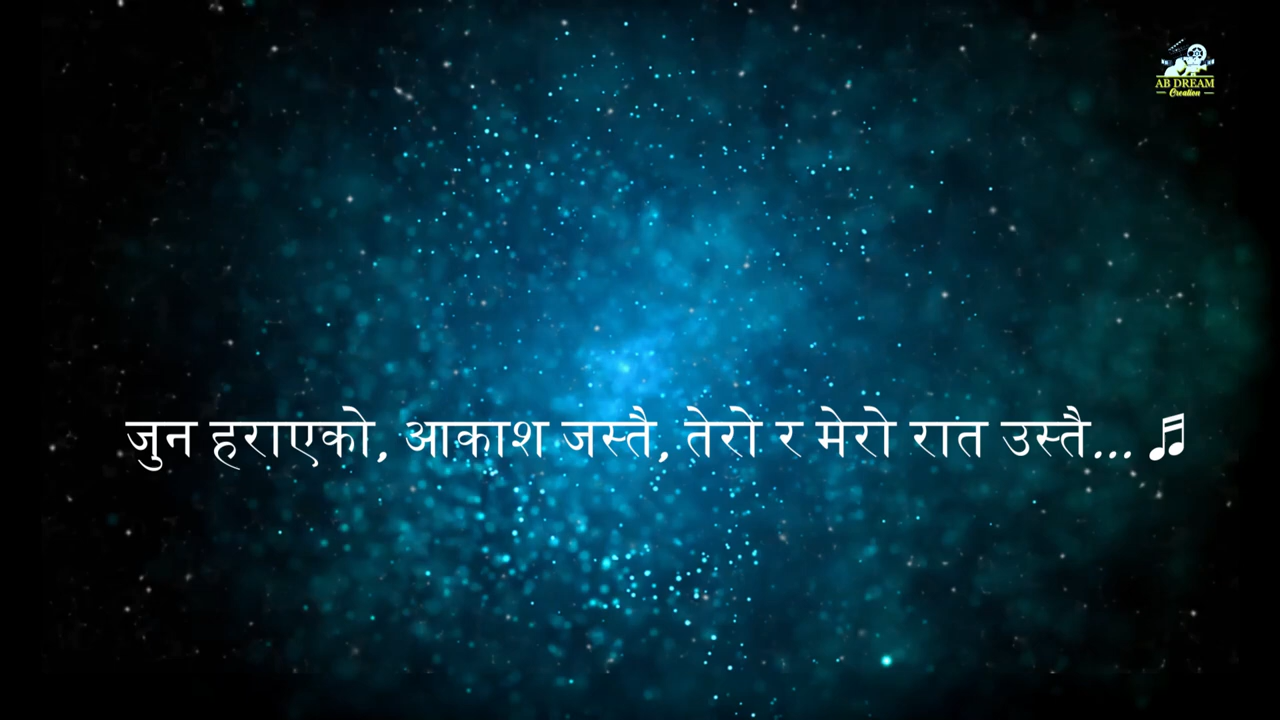 AB DREAM
Creation
जुन हराएको, आकाश जस्तै, तेरो र मेरो रात उस्तै... ♫